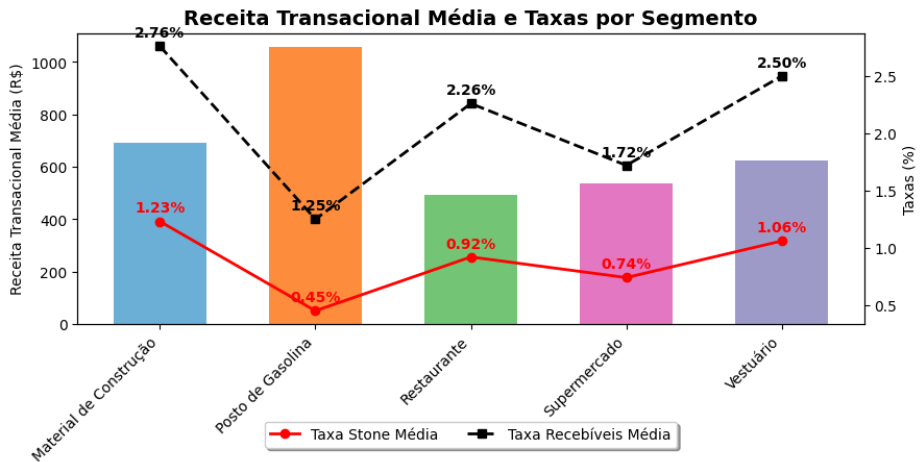 Receita Transacional Média e Taxas por Segmento
Receita Transacional Média (R$)
1000
800
600
400
200
0
2.76%
1.25%
2.26%
1.72%
2.50%
1.23%
0.45%
0.92%
0.74%
1.06%
2.5
2.0
1.5
1.0
0.5
Taxas (%)
Material de Construção
Posto de Gasolina
Restaurante
Supermercado
Vestuário
Taxa Stone Média
Taxa Recebíveis Média